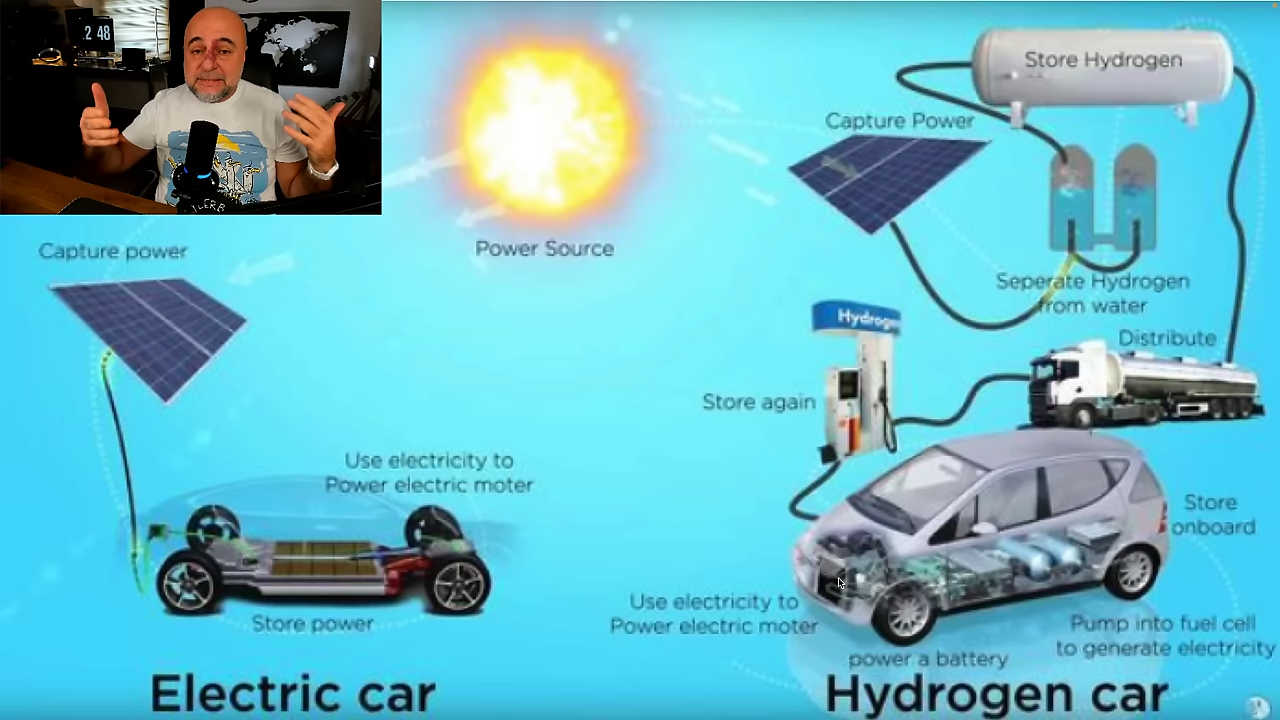 2 48
Store Hydrogen
Capture Power
Power Source
Capture power
Seperate Hydrogen
from water
Hydrogen
Distribute
Store again
Use electricity to
Power electric moter
Store
onboard
Use electricity to
Power electric moter
Store power
Pump into fuel cell
to generate electricity
power a battery
Electric car
Hydrogen car